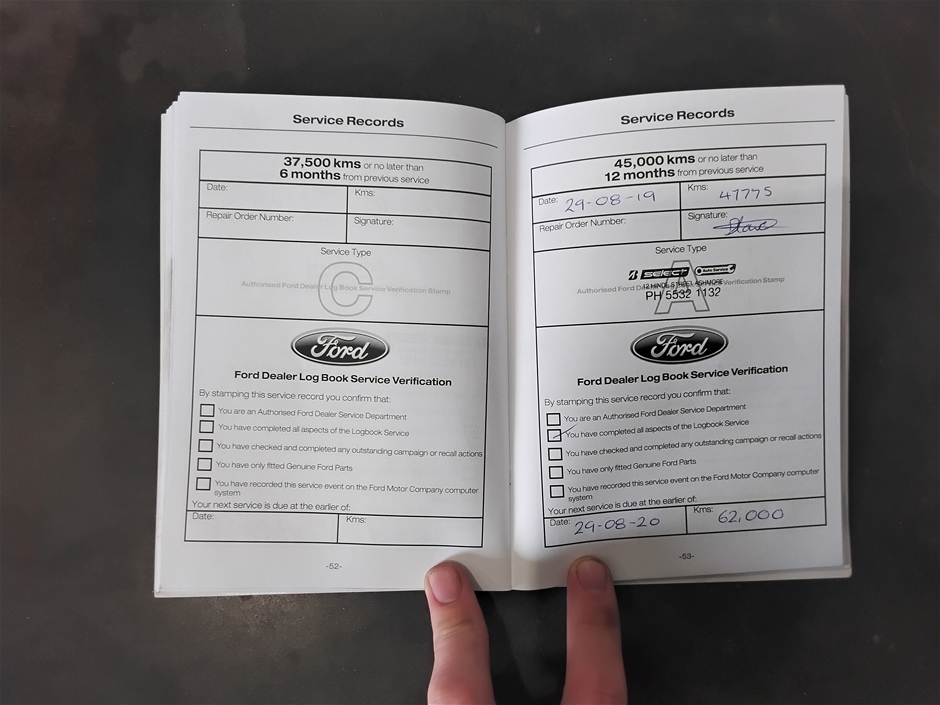 Service Records
37,500 kms or no later than
6 months from previous service
Date:
Kms:
Repair Order Number:
Signature:
Service Type
C
Authorised Ford Dealer Log Book Service Verification Stamp
Ford
Ford Dealer Log Book Service Verification
By stamping this service record you confirm that:
You are an Authorised Ford Dealer Service Department
You have completed all aspects of the Logbook Service
You have checked and completed any outstanding campaign or recall actions
You have only fitted Genuine Ford Parts
You have recorded this service event on the Ford Motor Company computer
system
Your next service is due at the earlier of:
Date:
Kms:
-52-
Service Records
45,000 kms or no later than
12 months from previous service
Date: 29-08-19
Kms: 47775
Repair Order Number:
Signature:
Service Type
A
Authorised Ford Verification Stamp
B select Auto Service
ASHMORE
PH 5532 1132
Ford
Ford Dealer Log Book Service Verification
By stamping this service record you confirm that:
You are an Authorised Ford Dealer Service Department
You have completed all aspects of the Logbook Service
You have checked and completed any outstanding campaign or recall actions
You have only fitted Genuine Ford Parts
You have recorded this service event on the Ford Motor Company computer
system
Your next service is due at the earlier of:
Date: 29-08-20
Kms: 62,000
-53-